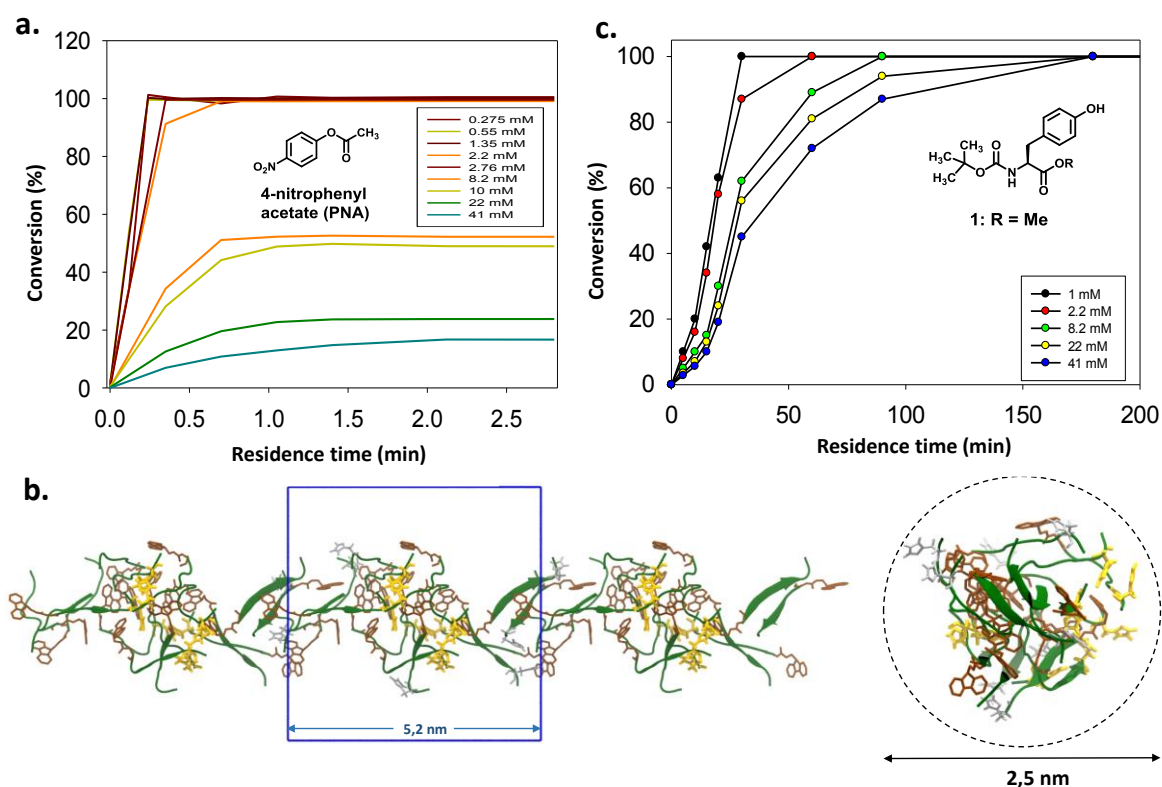 a.
120
100
80
60
40
20
0
Conversion (%)
0.0
0.5
1.0
1.5
2.0
2.5
Residence time (min)
O
CH₃
O₂N
O
4-nitrophenyl
acetate (PNA)
0.275 mM
0.55 mM
1.35 mM
2.2 mM
2.76 mM
8.2 mM
10 mM
22 mM
41 mM
c.
100
80
60
40
20
0
Conversion (%)
0
50
100
150
200
Residence time (min)
OH
CH₃
O
H₃C
OR
H₃C
O
N
H
O
1: R = Me
1 mM
2.2 mM
8.2 mM
22 mM
41 mM
b.
5,2 nm
2,5 nm